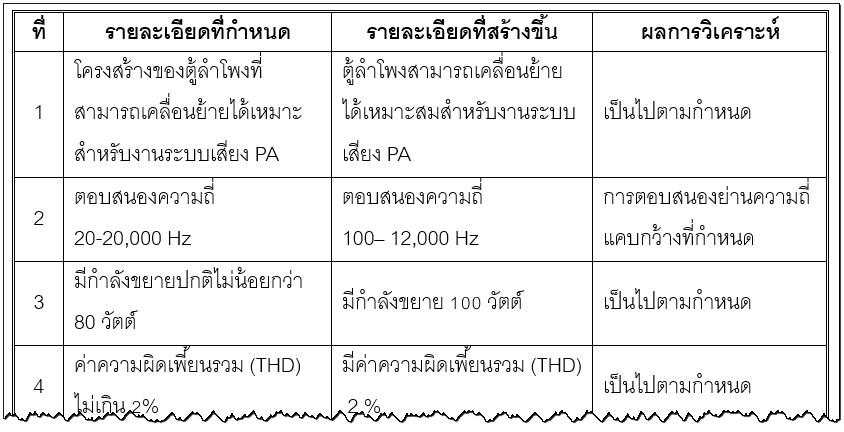 ที่ รายละเอียดที่กำหนด รายละเอียดที่สร้างขึ้น ผลการวิเคราะห์
1
โครงสร้างของตู้ลำโพงที่
สามารถเคลื่อนย้ายได้เหมาะ
สำหรับงานระบบเสียง PA
ตู้ลำโพงสามารถเคลื่อนย้าย
ได้เหมาะสมสำหรับงานระบบ
เสียง PA
เป็นไปตามกำหนด
2
ตอบสนองความถี่
20-20,000 Hz
ตอบสนองความถี่
100– 12,000 Hz
การตอบสนองย่านความถี่
แคบกว้างที่กำหนด
3
มีกำลังขยายปกติไม่น้อยกว่า
80 วัตต์
มีกำลังขยาย 100 วัตต์
เป็นไปตามกำหนด
4
ค่าความผิดเพี้ยนรวม (THD)
ไม่เกิน 2%
มีค่าความผิดเพี้ยนรวม (THD)
2 %
เป็นไปตามกำหนด